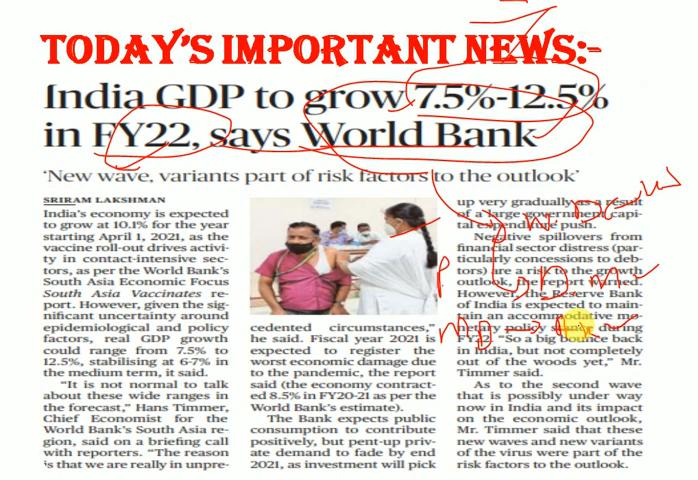 TODAY'S IMPORTANT NEWS:-
India GDP to grow 7.5%-12.5%
in FY22, says World Bank
'New wave, variants part of risk factors to the outlook'
SRIRAM LAKSHMAN
India's economy is expected
to grow at 10.1% for the year
starting April 1, 2021, as the
vaccine roll-out drives activi-
ty in contact-intensive sec-
tors, as per the World Bank's
South Asia Economic Focus
South Asia Vaccinates re-
port. However, given the sig-
nificant uncertainty around
epidemiological and policy
factors, real GDP growth
could range from 7.5% to
12.5%, stabilising at 6-7% in
the medium term, it said.
"It is not normal to talk
about these wide ranges in
the forecast," Hans Timmer,
Chief Economist for the
World Bank's South Asia re-
gion, said on a briefing call
with reporters. "The reason
is that we are really in unpre-
cedented circumstances,"
he said. Fiscal year 2021 is
expected to register the
worst economic damage due
to the pandemic, the report
said (the economy contract-
ed 8.5% in FY20-21 as per the
World Bank's estimate).
The Bank expects public
consumption to contribute
positively, but pent-up priv-
ate demand to fade by end
2021, as investment will pick
up very gradually as a result
of a large government capi-
tal expenditure push.
Negative spillovers from
financial sector distress (par-
ticularly concessions to deb-
tors) are a risk to the growth
outlook, the report warned.
However, the Reserve Bank
of India is expected to main-
tain an accommodative mo-
netary policy stance during
FY22. "So a big bounce back
in India, but not completely
out of the woods yet," Mr.
Timmer said.
As to the second wave
that is possibly under way
now in India and its impact
on the economic outlook,
Mr. Timmer said that these
new waves and new variants
of the virus were part of the
risk factors to the outlook.